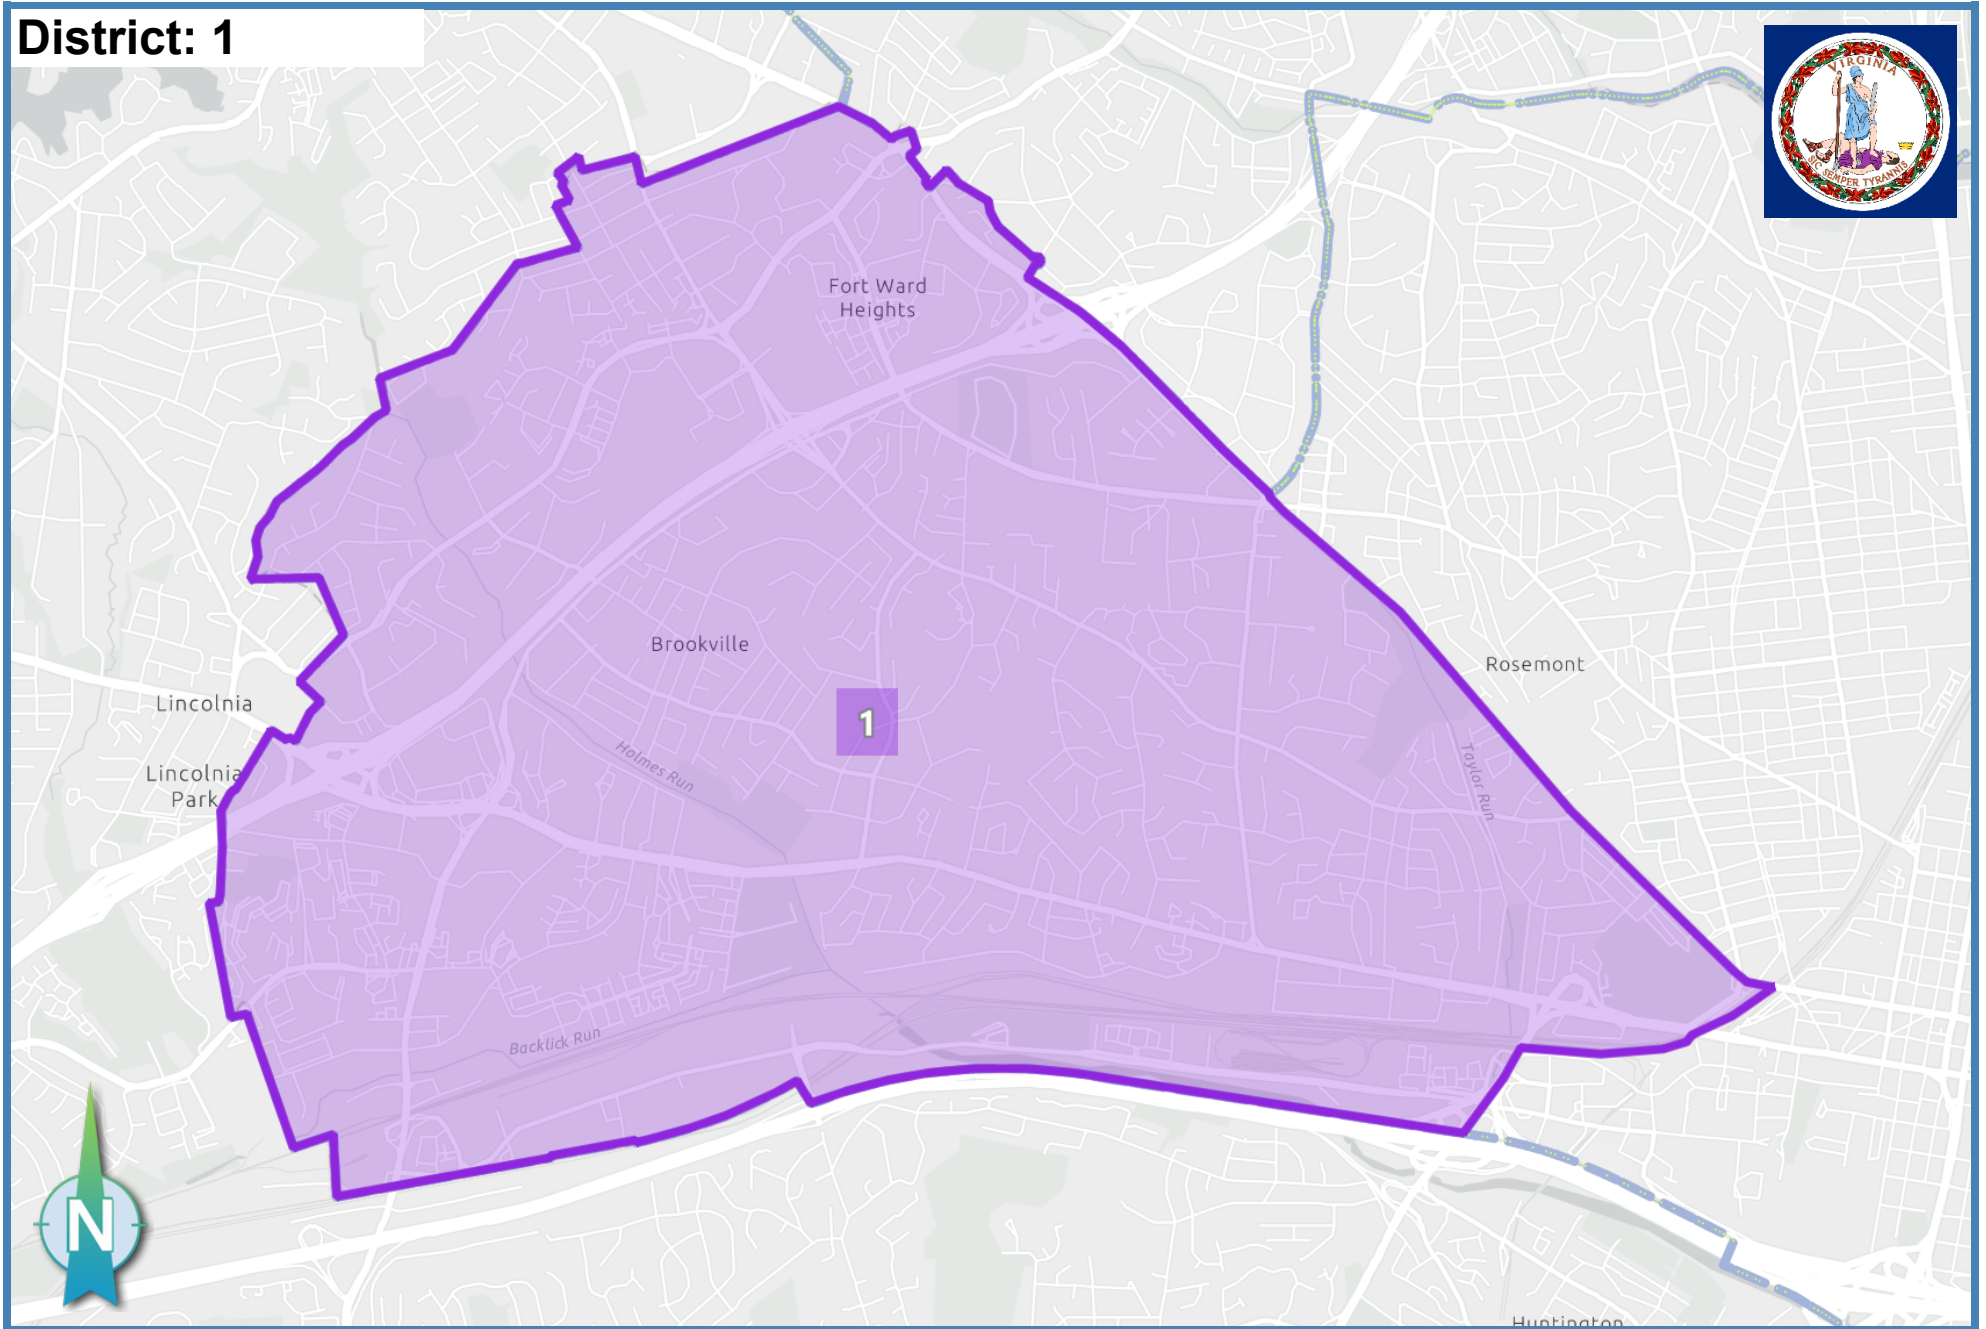 District: 1
VIRGINIA
SIC SEMPER TYRANNIS
Fort Ward
Heights
Brookville
Rosemont
1
Lincolnia
Holmes Run
Taylor Run
Lincolnia
Park
Backlick Run
N
Huntington